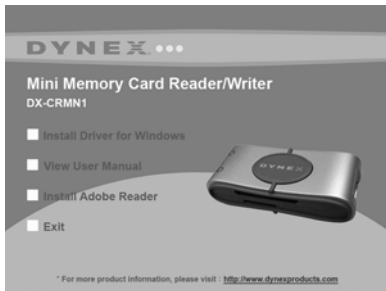 DYNEX
Mini Memory Card Reader/Writer
DX-CRMN1
Install Driver for Windows
View User Manual
Install Adobe Reader
Exit
DYNEX
* For more product information, please visit : http://www.dynexproducts.com